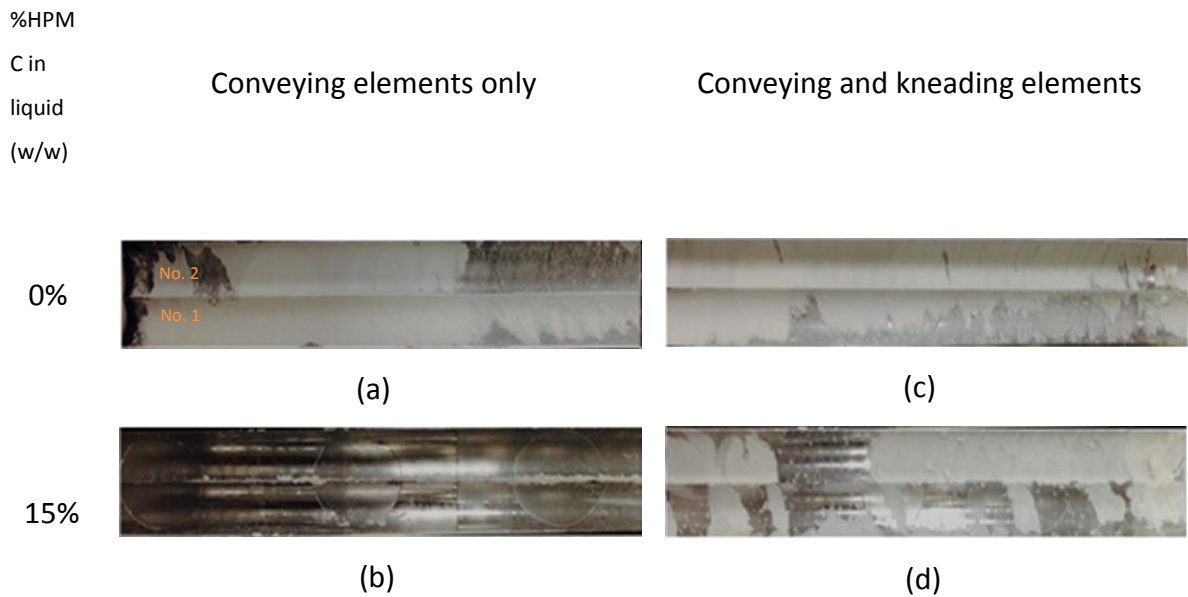 %HPM
C in
liquid
(w/w)
Conveying elements only
Conveying and kneading elements
0%
No. 2
No. 1
(a)
(c)
15%
(b)
(d)